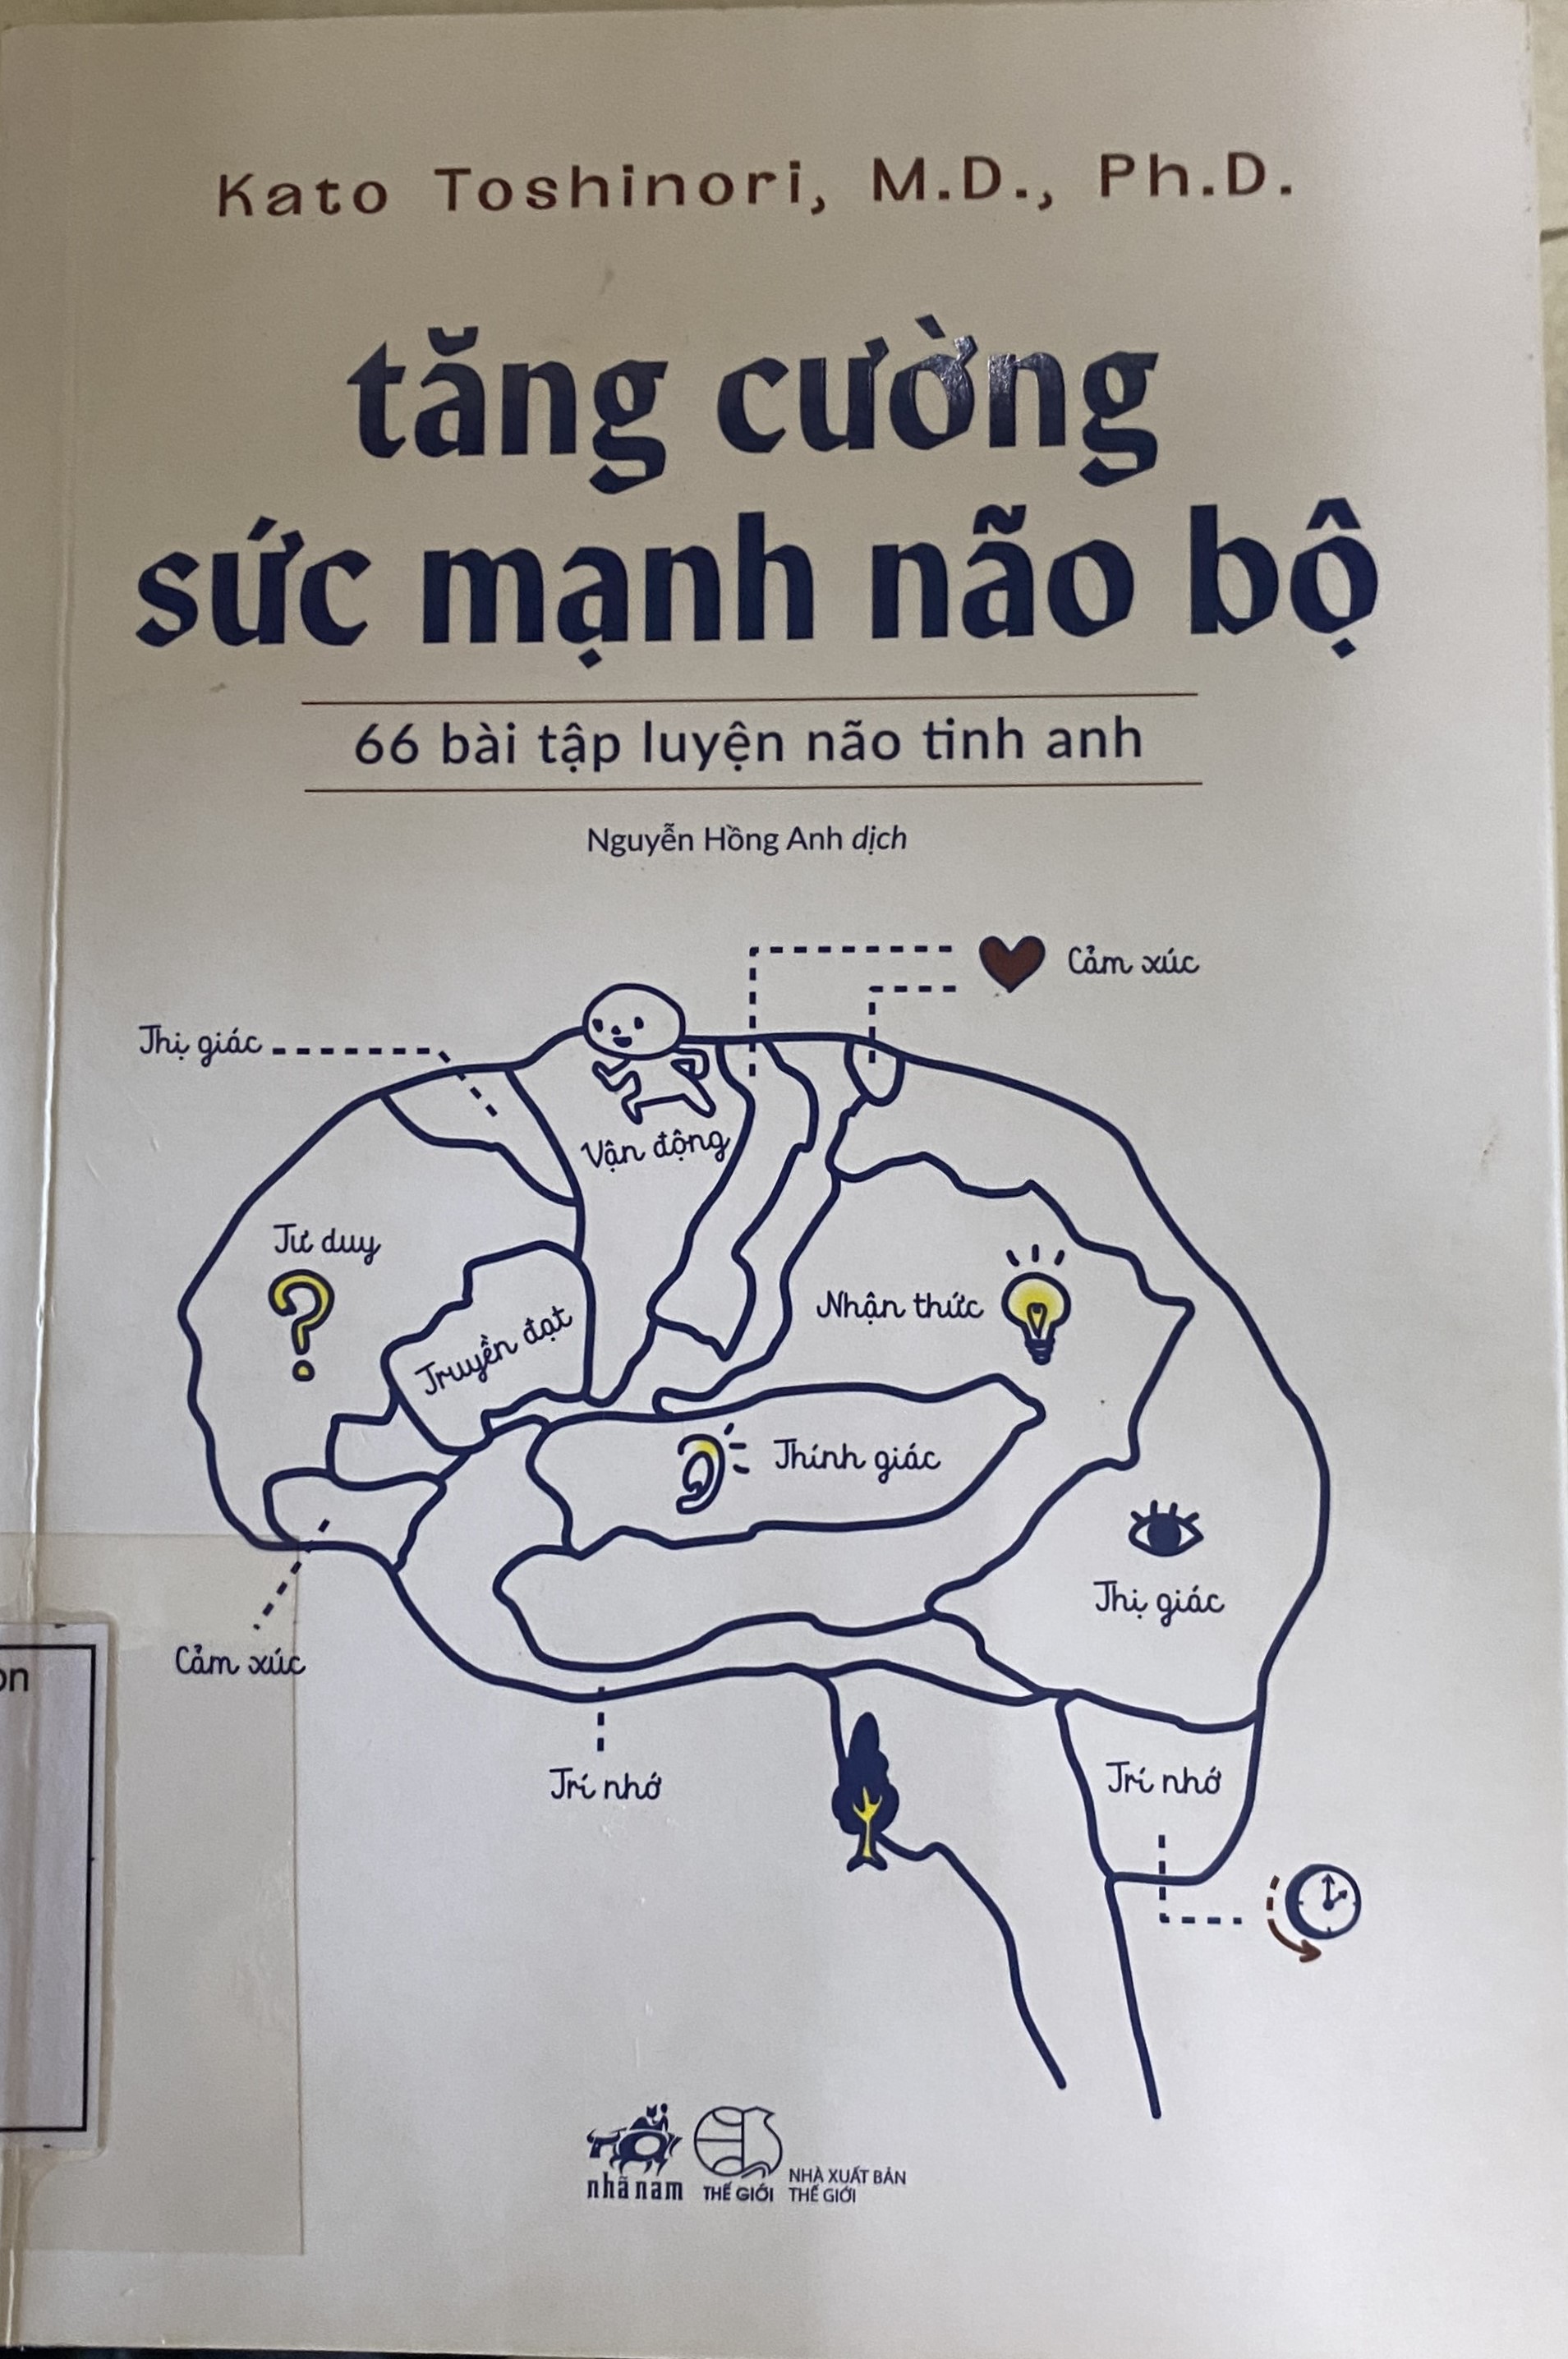 Kato Toshinori, M.D., Ph.D.
tăng cường
sức mạnh não bộ
66 bài tập luyện não tinh anh
Nguyễn Hồng Anh dịch
Cảm xúc
Thị giác
Vận động
Tư duy
Truyền đạt
Nhận thức
Thính giác
Thị giác
Cảm xúc
Trí nhớ
Trí nhớ
nhã nam
THẾ GIỚI
NHÀ XUẤT BẢN
THẾ GIỚI